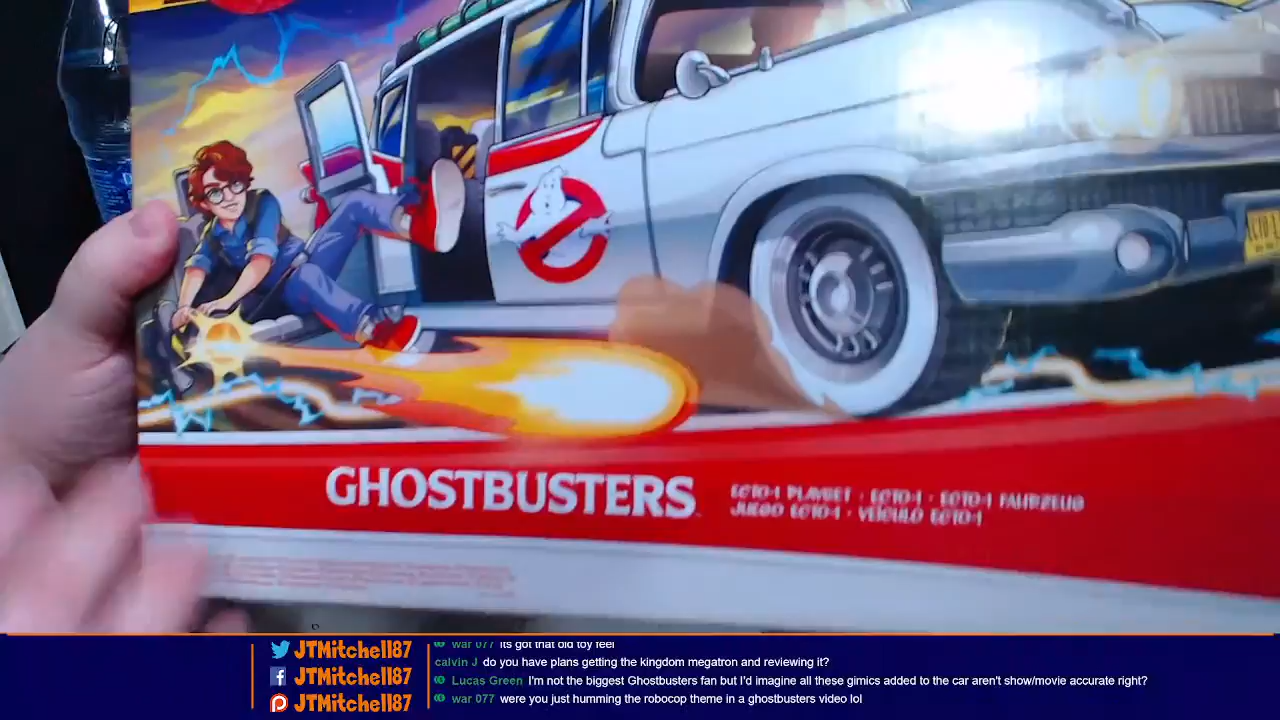 GHOSTBUSTERS
ECTO-1 PLAYSET · ECTO-1 · ECTO-1 FAHRZEUG
JUEGO ECTO-1 · VEÍCULO ECTO-1
JTMitchell87
JTMitchell87
JTMitchell87
war 077 its got that old toy feel
calvin J do you have plans getting the kingdom megatron and reviewing it?
Lucas Green I'm not the biggest Ghostbusters fan but I'd imagine all these gimics added to the car aren't show/movie accurate right?
war 077 were you just humming the robocop theme in a ghostbusters video lol